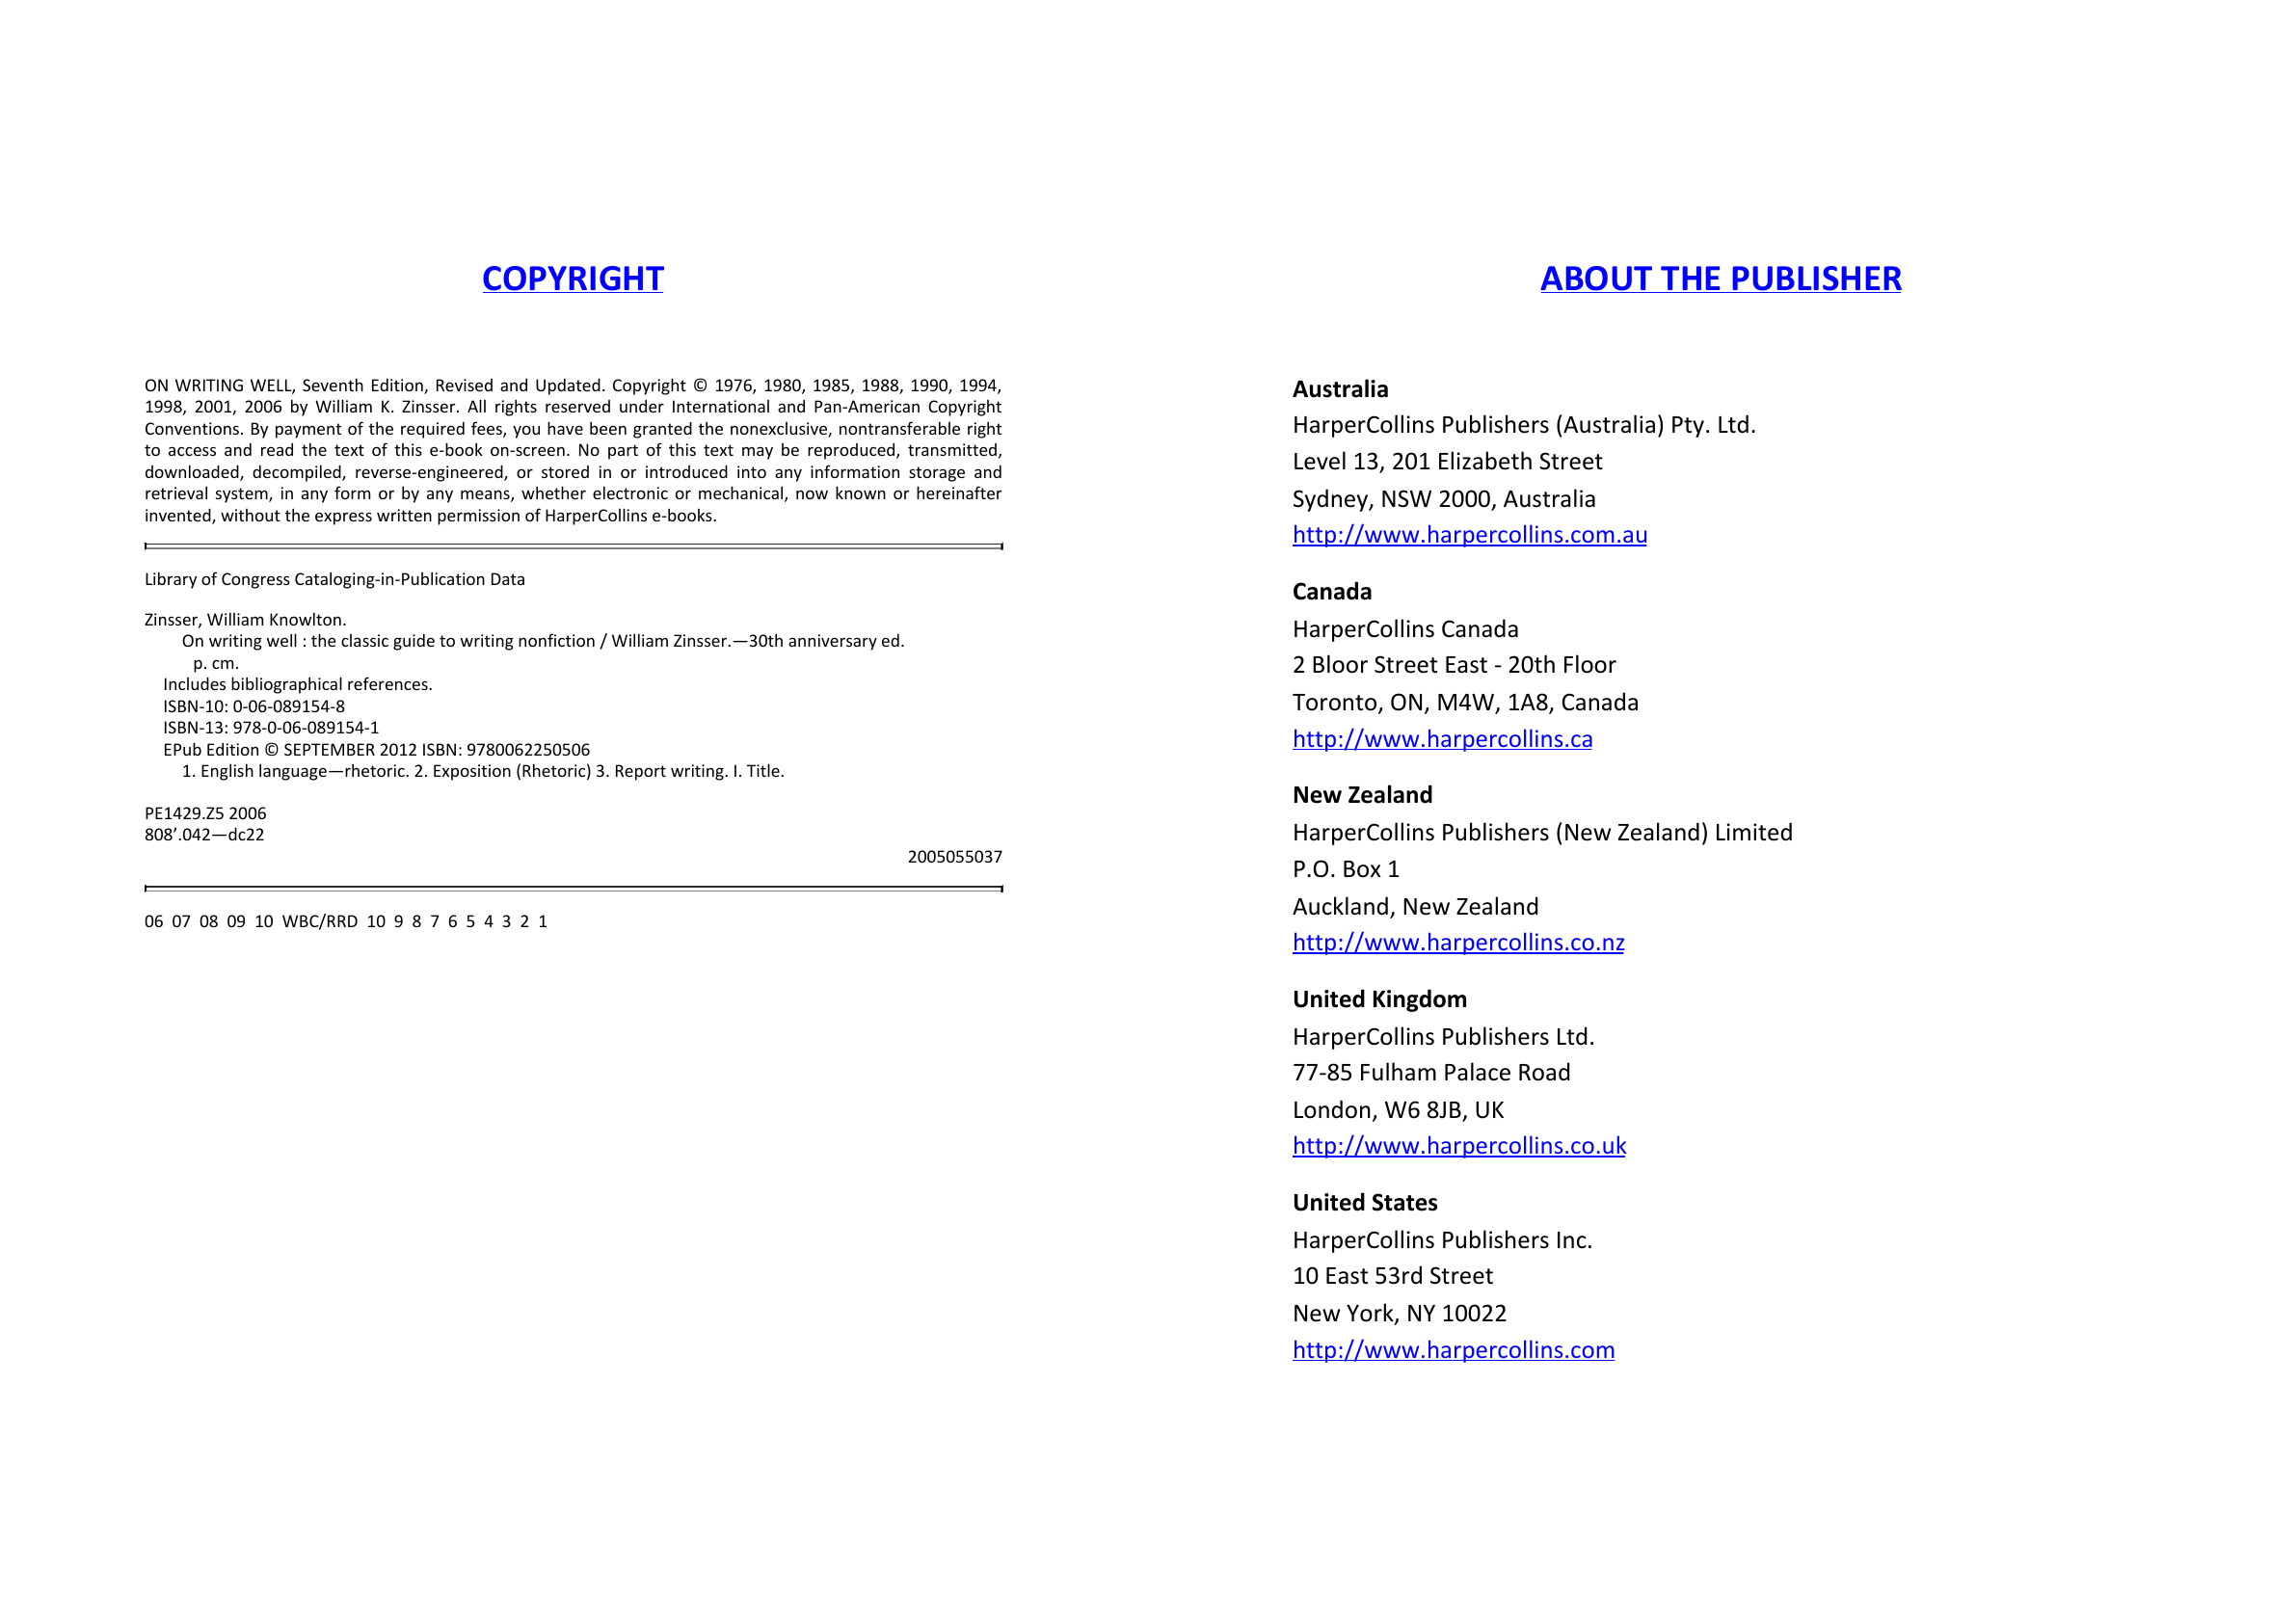 COPYRIGHT
ON WRITING WELL, Seventh Edition, Revised and Updated. Copyright © 1976, 1980, 1985, 1988, 1990, 1994,
1998, 2001, 2006 by William K. Zinsser. All rights reserved under International and Pan-American Copyright
Conventions. By payment of the required fees, you have been granted the nonexclusive, nontransferable right
to access and read the text of this e-book on-screen. No part of this text may be reproduced, transmitted,
downloaded, decompiled, reverse-engineered, or stored in or introduced into any information storage and
retrieval system, in any form or by any means, whether electronic or mechanical, now known or hereinafter
invented, without the express written permission of HarperCollins e-books.
Library of Congress Cataloging-in-Publication Data
Zinsser, William Knowlton.
On writing well : the classic guide to writing nonfiction / William Zinsser.—30th anniversary ed.
p. cm.
Includes bibliographical references.
ISBN-10: 0-06-089154-8
ISBN-13: 978-0-06-089154-1
EPub Edition © SEPTEMBER 2012 ISBN: 9780062250506
1. English language—rhetoric. 2. Exposition (Rhetoric) 3. Report writing. I. Title.
PE1429.Z5 2006
808’.042—dc22
2005055037
06 07 08 09 10 WBC/RRD 10 9 8 7 6 5 4 3 2 1
ABOUT THE PUBLISHER
Australia
HarperCollins Publishers (Australia) Pty. Ltd.
Level 13, 201 Elizabeth Street
Sydney, NSW 2000, Australia
http://www.harpercollins.com.au
Canada
HarperCollins Canada
2 Bloor Street East - 20th Floor
Toronto, ON, M4W, 1A8, Canada
http://www.harpercollins.ca
New Zealand
HarperCollins Publishers (New Zealand) Limited
P.O. Box 1
Auckland, New Zealand
http://www.harpercollins.co.nz
United Kingdom
HarperCollins Publishers Ltd.
77-85 Fulham Palace Road
London, W6 8JB, UK
http://www.harpercollins.co.uk
United States
HarperCollins Publishers Inc.
10 East 53rd Street
New York, NY 10022
http://www.harpercollins.com